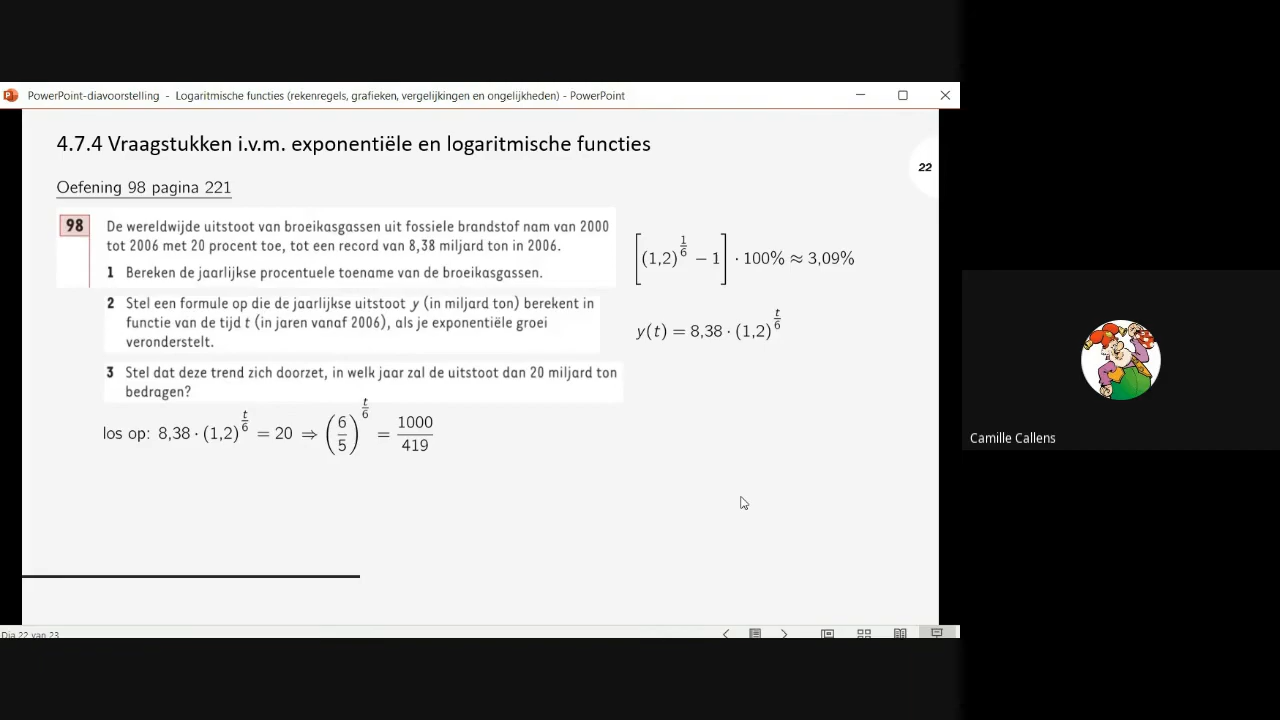 PowerPoint-diavoorstelling - Logaritmische functies (rekenregels, grafieken, vergelijkingen en ongelijkheden) - PowerPoint
4.7.4 Vraagstukken i.v.m. exponentiële en logaritmische functies
22
Oefening 98 pagina 221
98 De wereldwijde uitstoot van broeikasgassen uit fossiele brandstof nam van 2000
tot 2006 met 20 procent toe, tot een record van 8,38 miljard ton in 2006.
1 Bereken de jaarlijkse procentuele toename van de broeikasgassen.
[(1,2)^(1/6) − 1] · 100% ≈ 3,09%
2 Stel een formule op die de jaarlijkse uitstoot y (in miljard ton) berekent in
functie van de tijd t (in jaren vanaf 2006), als je exponentiële groei
veronderstelt.
y(t) = 8,38 · (1,2)^(t/6)
3 Stel dat deze trend zich doorzet, in welk jaar zal de uitstoot dan 20 miljard ton
bedragen?
los op: 8,38 · (1,2)^(t/6) = 20 ⇒ (6/5)^(t/6) = 1000/419
Camille Callens
Dia 22 van 23